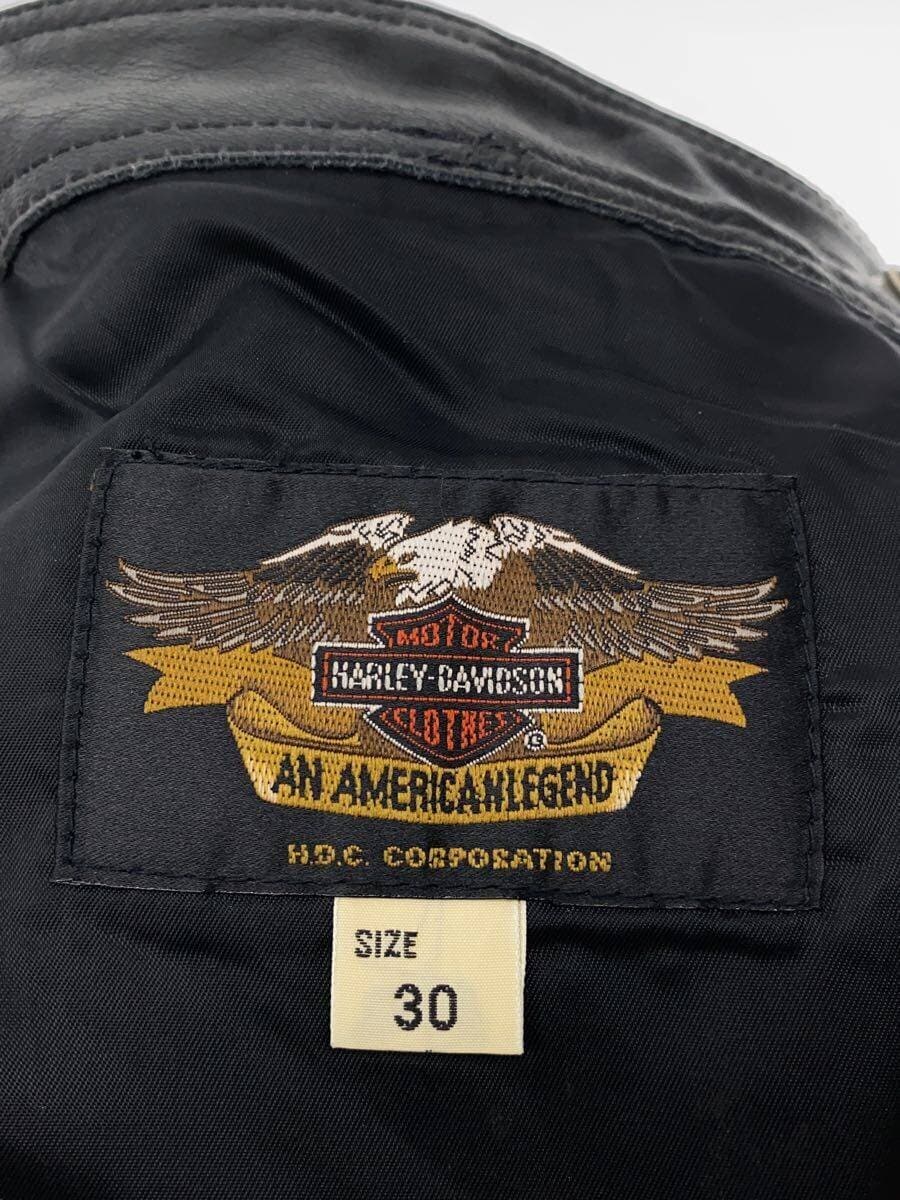 MOTOR
HARLEY-DAVIDSON
CLOTHES
®
AN AMERICAN LEGEND
H.D.C. CORPORATION
SIZE
30